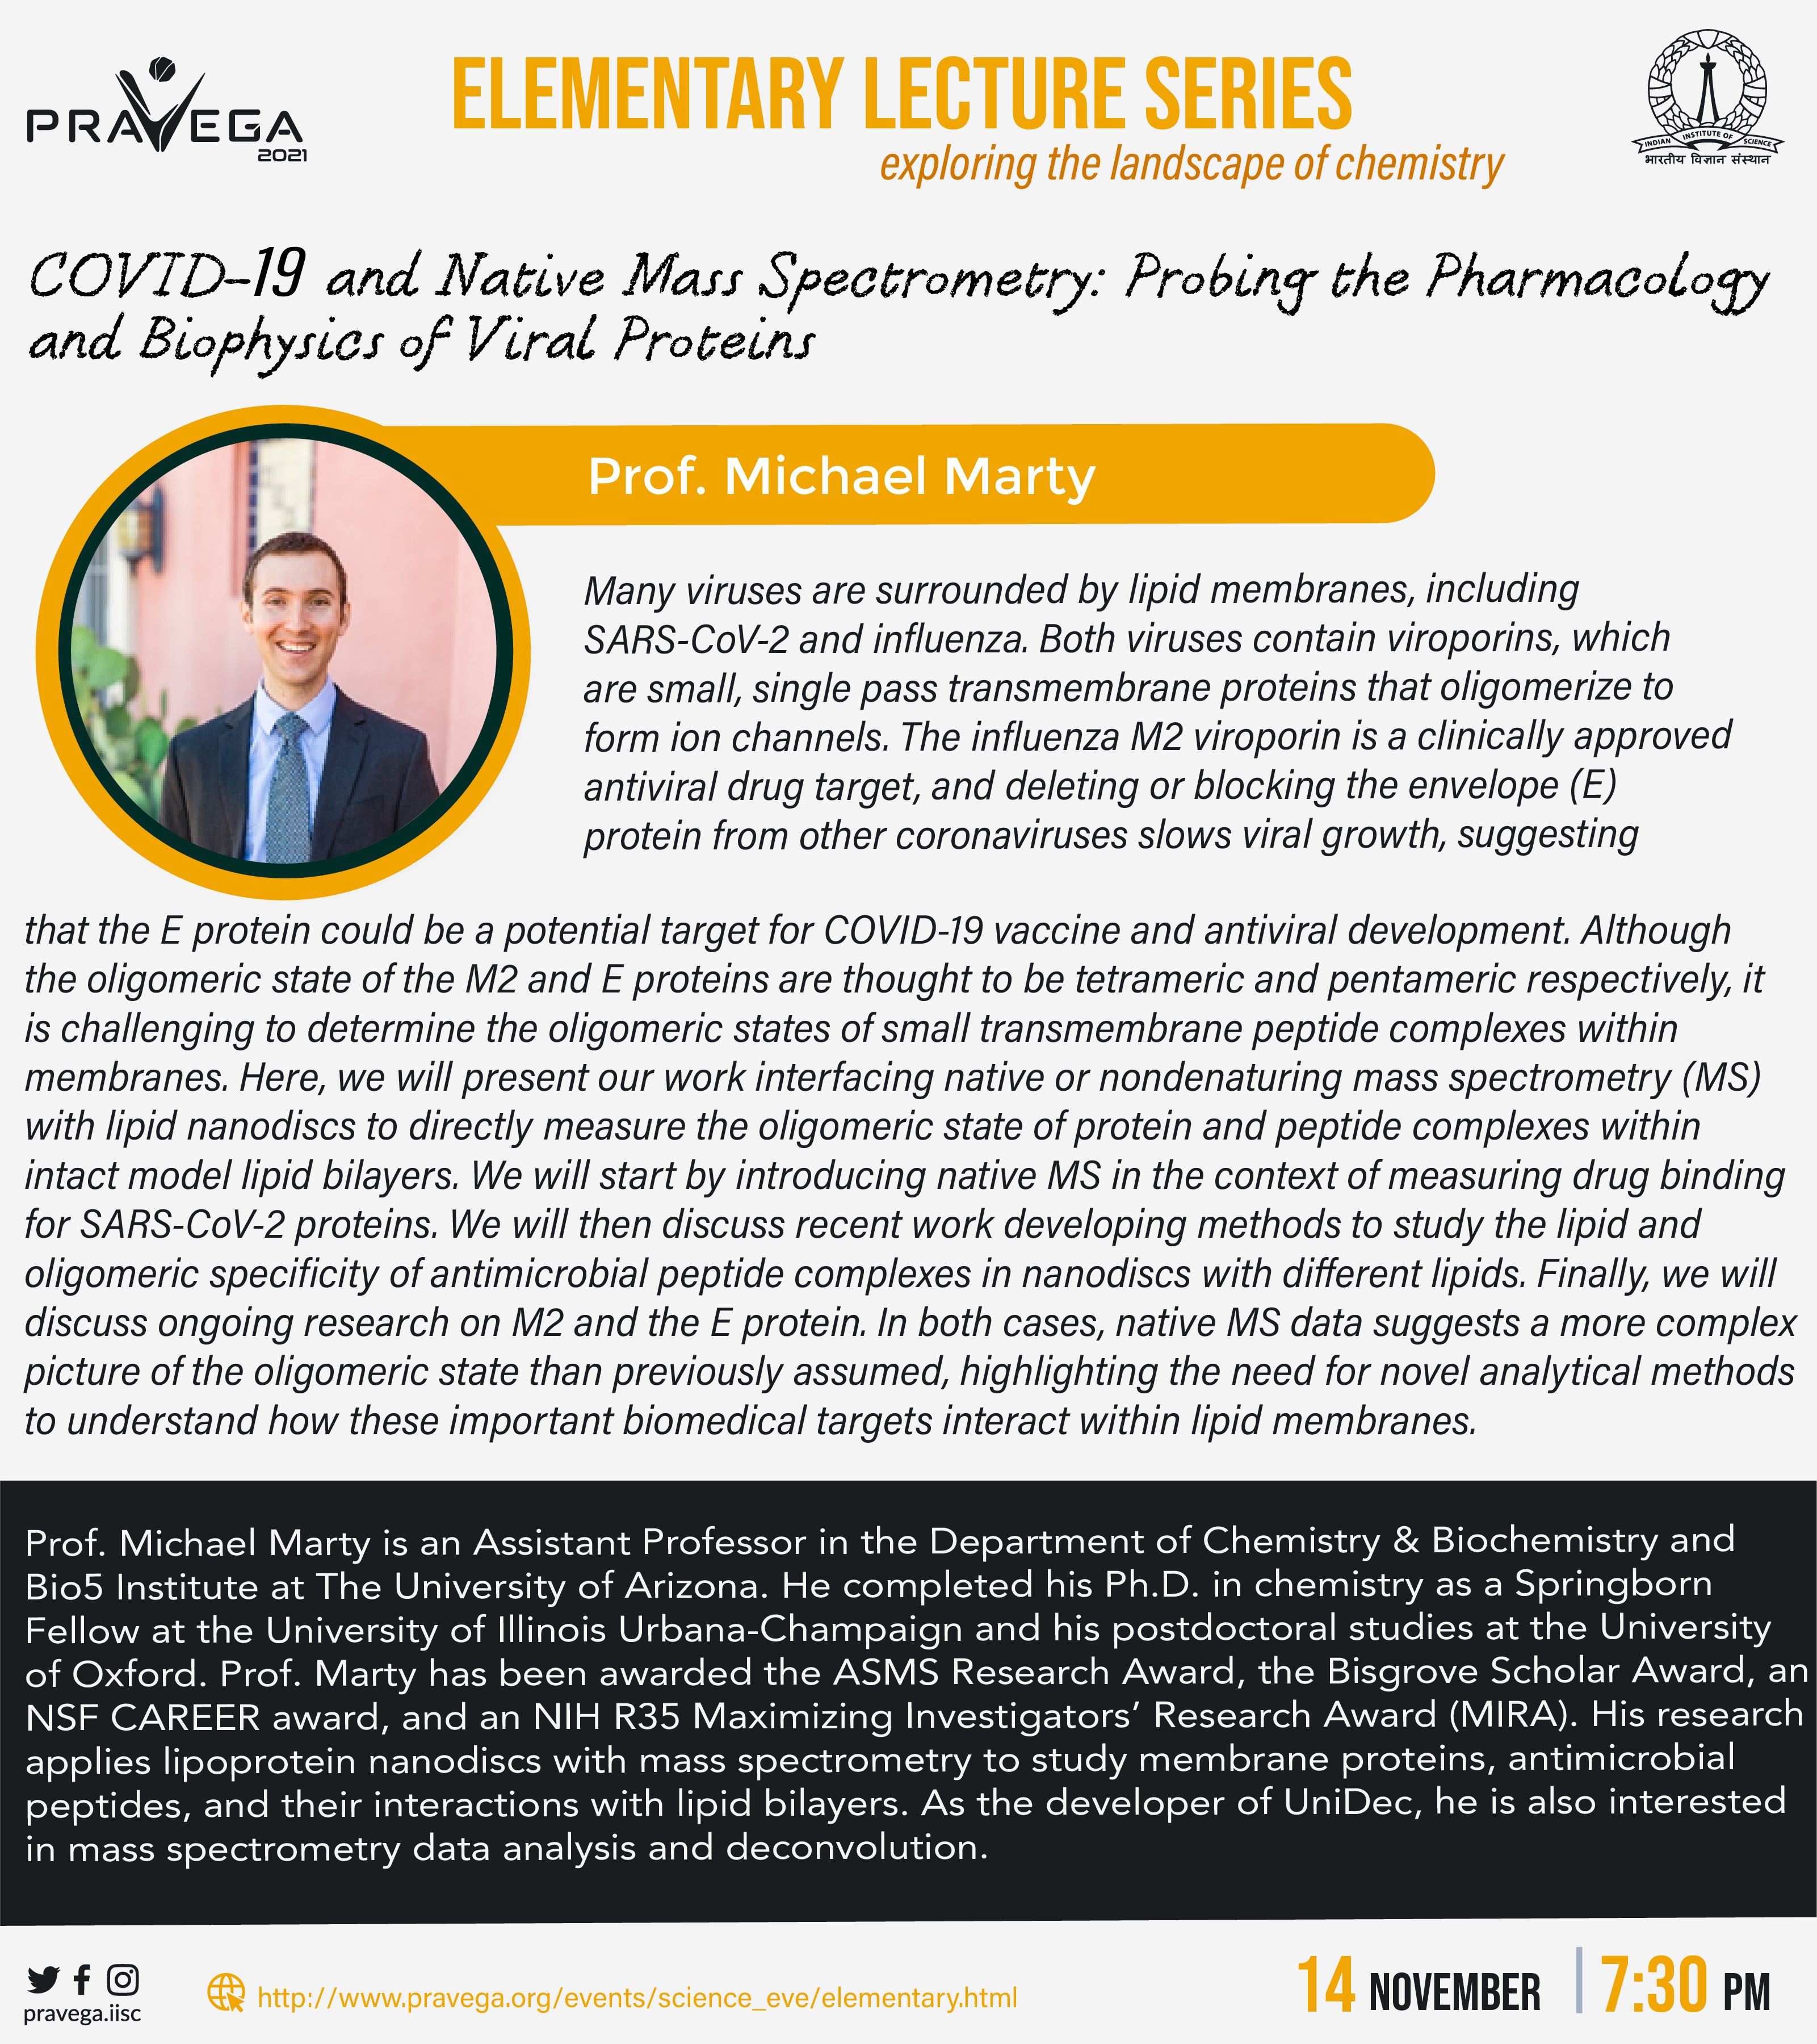 PRAVEGA
2021
ELEMENTARY LECTURE SERIES
exploring the landscape of chemistry
INDIAN INSTITUTE OF SCIENCE
भारतीय विज्ञान संस्थान
COVID-19 and Native Mass Spectrometry: Probing the Pharmacology
and Biophysics of Viral Proteins
Prof. Michael Marty
Many viruses are surrounded by lipid membranes, including
SARS-CoV-2 and influenza. Both viruses contain viroporins, which
are small, single pass transmembrane proteins that oligomerize to
form ion channels. The influenza M2 viroporin is a clinically approved
antiviral drug target, and deleting or blocking the envelope (E)
protein from other coronaviruses slows viral growth, suggesting
that the E protein could be a potential target for COVID-19 vaccine and antiviral development. Although
the oligomeric state of the M2 and E proteins are thought to be tetrameric and pentameric respectively, it
is challenging to determine the oligomeric states of small transmembrane peptide complexes within
membranes. Here, we will present our work interfacing native or nondenaturing mass spectrometry (MS)
with lipid nanodiscs to directly measure the oligomeric state of protein and peptide complexes within
intact model lipid bilayers. We will start by introducing native MS in the context of measuring drug binding
for SARS-CoV-2 proteins. We will then discuss recent work developing methods to study the lipid and
oligomeric specificity of antimicrobial peptide complexes in nanodiscs with different lipids. Finally, we will
discuss ongoing research on M2 and the E protein. In both cases, native MS data suggests a more complex
picture of the oligomeric state than previously assumed, highlighting the need for novel analytical methods
to understand how these important biomedical targets interact within lipid membranes.
Prof. Michael Marty is an Assistant Professor in the Department of Chemistry & Biochemistry and
Bio5 Institute at The University of Arizona. He completed his Ph.D. in chemistry as a Springborn
Fellow at the University of Illinois Urbana-Champaign and his postdoctoral studies at the University
of Oxford. Prof. Marty has been awarded the ASMS Research Award, the Bisgrove Scholar Award, an
NSF CAREER award, and an NIH R35 Maximizing Investigators’ Research Award (MIRA). His research
applies lipoprotein nanodiscs with mass spectrometry to study membrane proteins, antimicrobial
peptides, and their interactions with lipid bilayers. As the developer of UniDec, he is also interested
in mass spectrometry data analysis and deconvolution.
pravega.iisc
http://www.pravega.org/events/science_eve/elementary.html
14 NOVEMBER | 7:30 PM